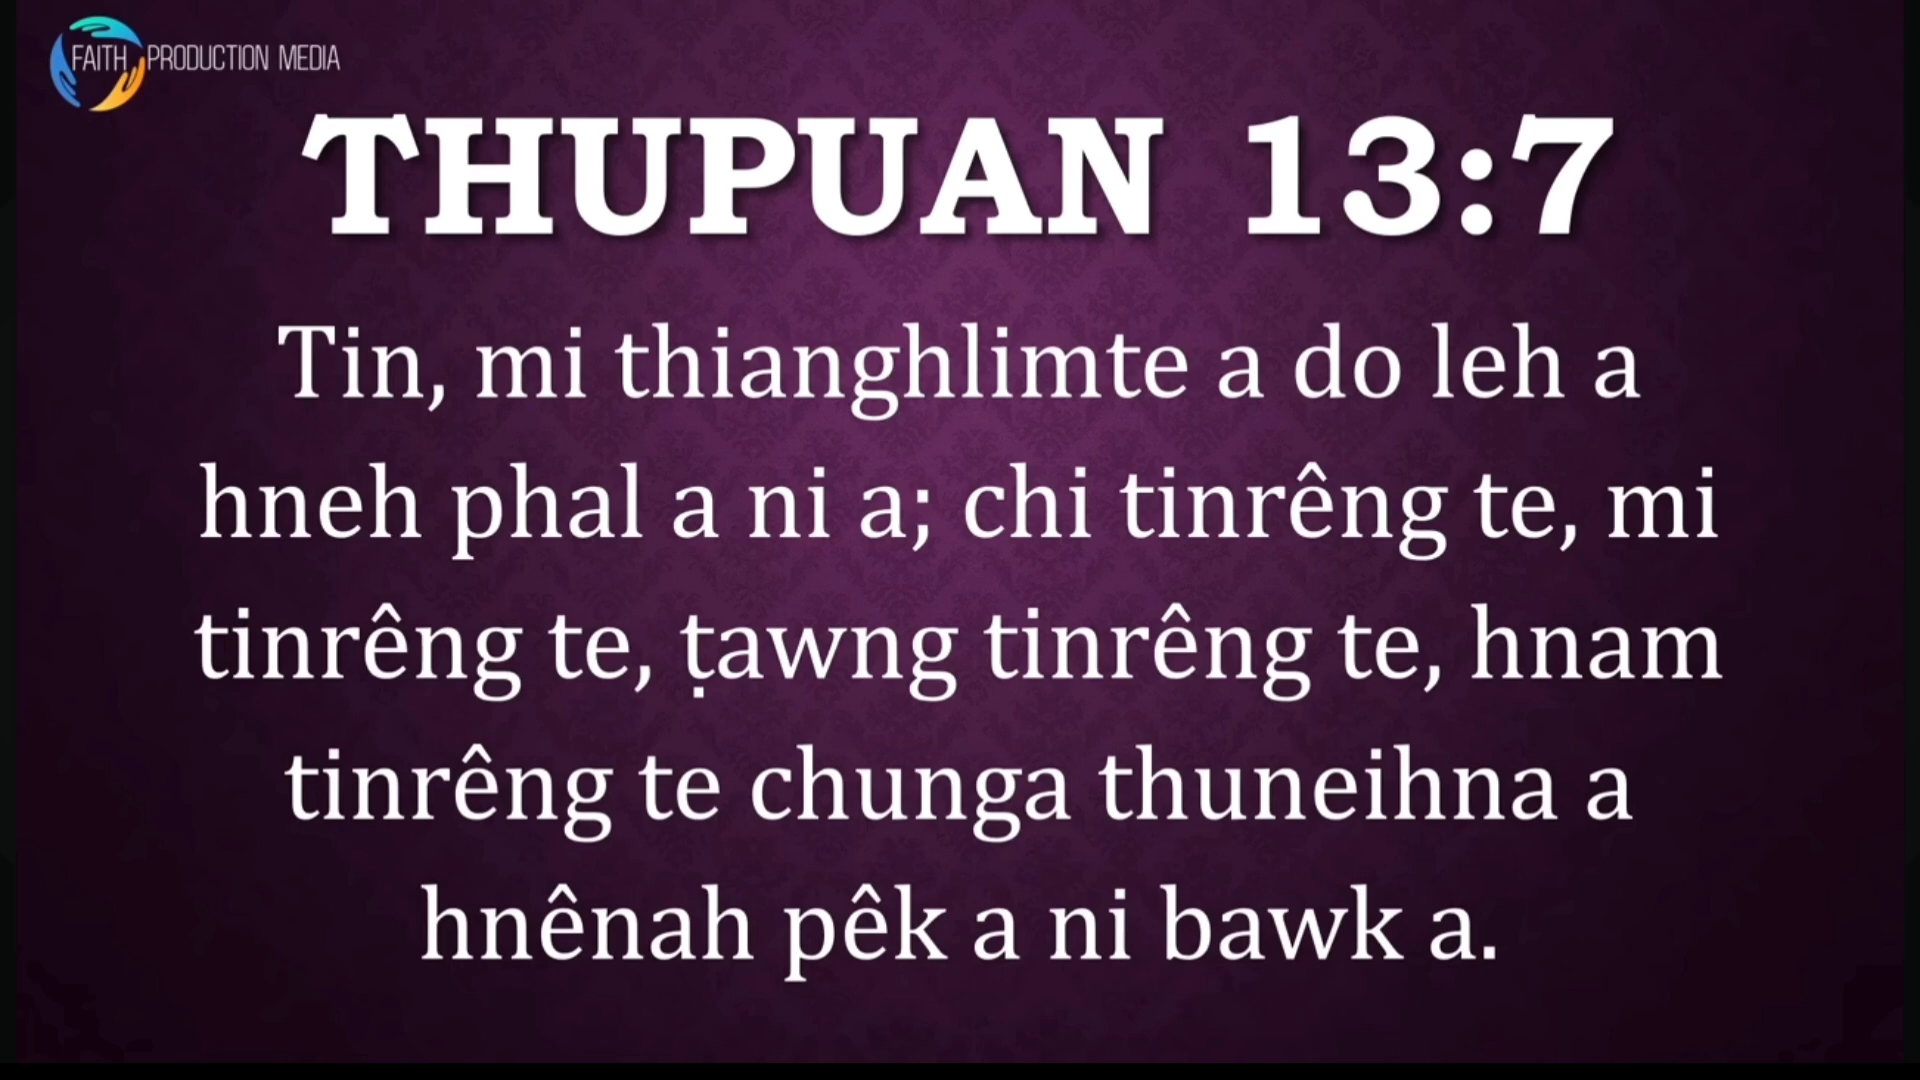 FAITH PRODUCTION MEDIA
THUPUAN 13:7
Tin, mi thianghlimte a do leh a
hneh phal a ni a; chi tinrêng te, mi
tinrêng te, ṭawng tinrêng te, hnam
tinrêng te chunga thuneihna a
hnênah pêk a ni bawk a.